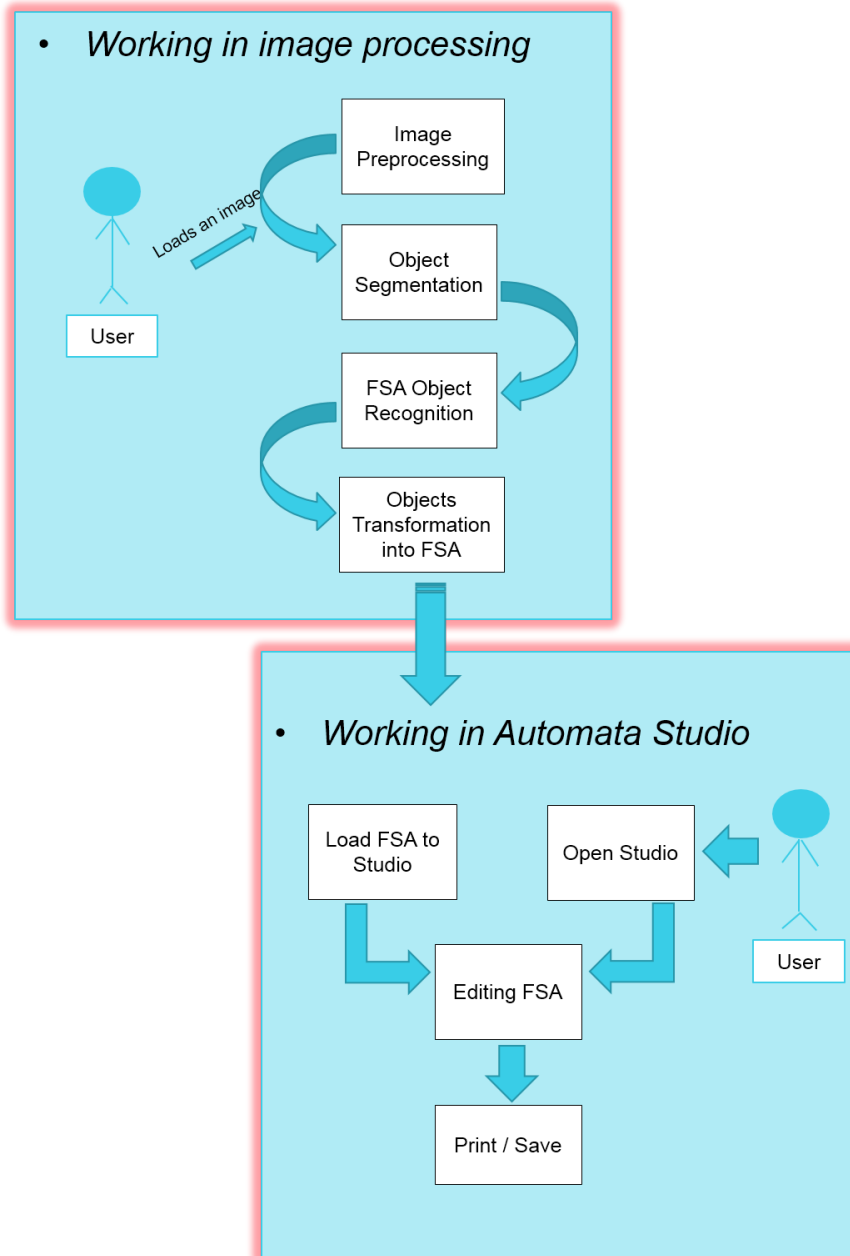 • Working in image processing
Image
Preprocessing
Loads an image
Object
Segmentation
User
FSA Object
Recognition
Objects
Transformation
into FSA
• Working in Automata Studio
Load FSA to
Studio
Open Studio
User
Editing FSA
Print / Save